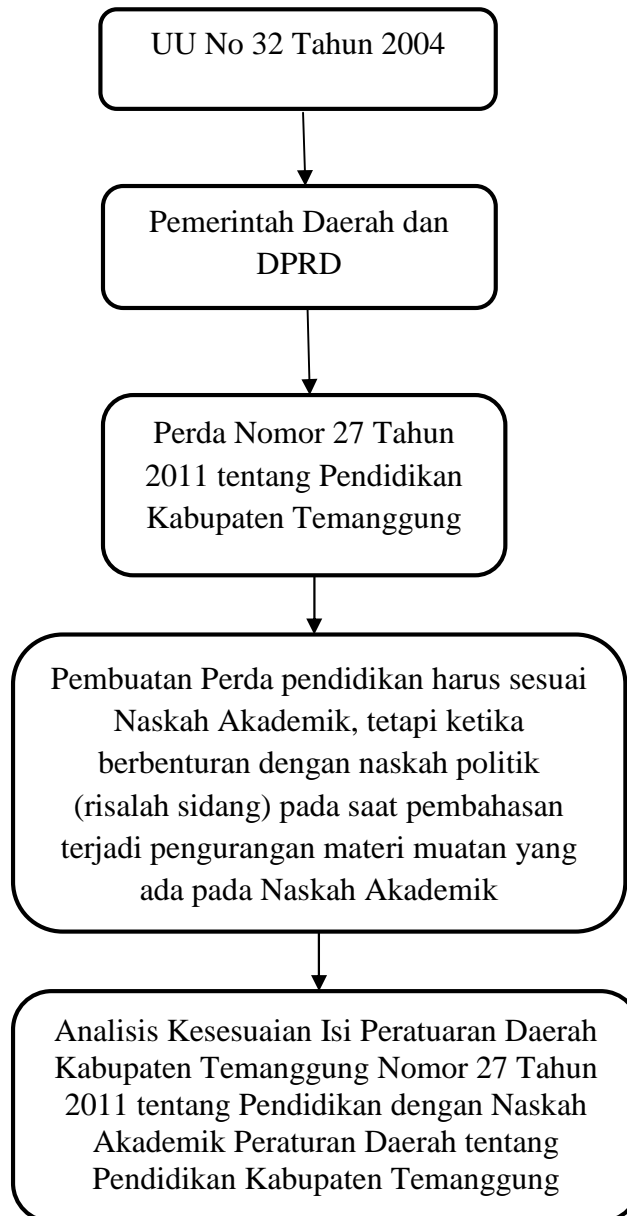 UU No 32 Tahun 2004
Pemerintah Daerah dan
DPRD
Perda Nomor 27 Tahun
2011 tentang Pendidikan
Kabupaten Temanggung
Pembuatan Perda pendidikan harus sesuai
Naskah Akademik, tetapi ketika
berbenturan dengan naskah politik
(risalah sidang) pada saat pembahasan
terjadi pengurangan materi muatan yang
ada pada Naskah Akademik
Analisis Kesesuaian Isi Peratuaran Daerah
Kabupaten Temanggung Nomor 27 Tahun
2011 tentang Pendidikan dengan Naskah
Akademik Peraturan Daerah tentang
Pendidikan Kabupaten Temanggung